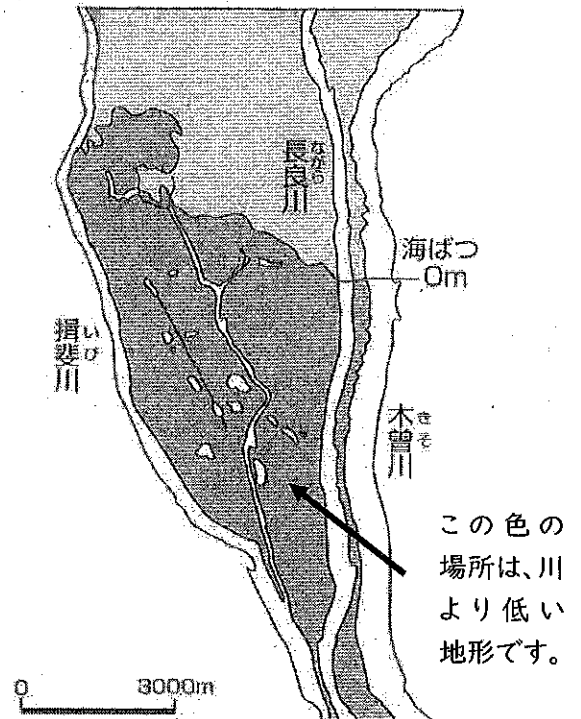 長良川
ながら
海ばつ
0m
揖斐川
いび
木曽川
きそ
この色の
場所は、川
より低い
地形です。
0 3000m